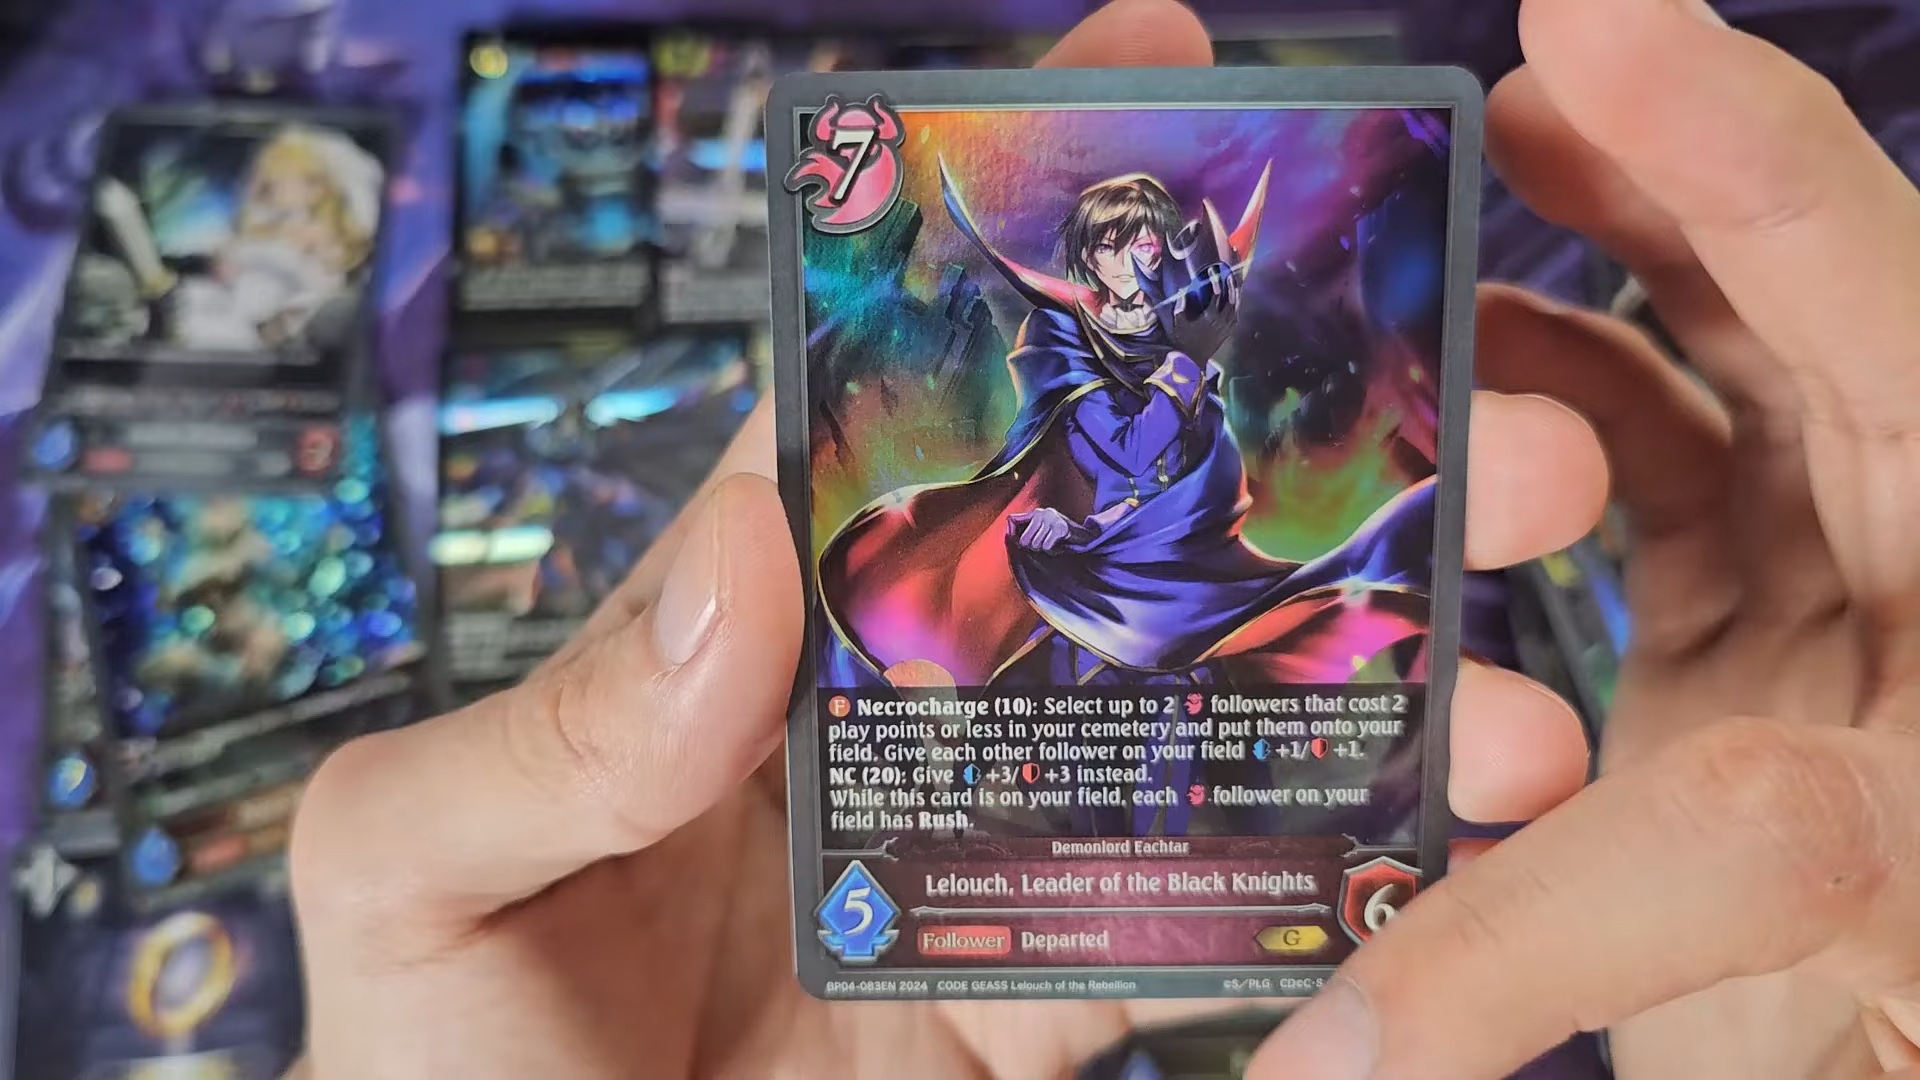 7
F Necrocharge (10): Select up to 2 followers that cost 2
play points or less in your cemetery and put them onto your
field. Give each other follower on your field +1/ +1.
NC (20): Give +3/ +3 instead.
While this card is on your field, each follower on your
field has Rush.
Demonlord Eachtar
5 Lelouch, Leader of the Black Knights 6
Follower Departed G
BP04-083EN 2024 CODE GEASS Lelouch of the Rebellion ©S/PLG CD©C-S